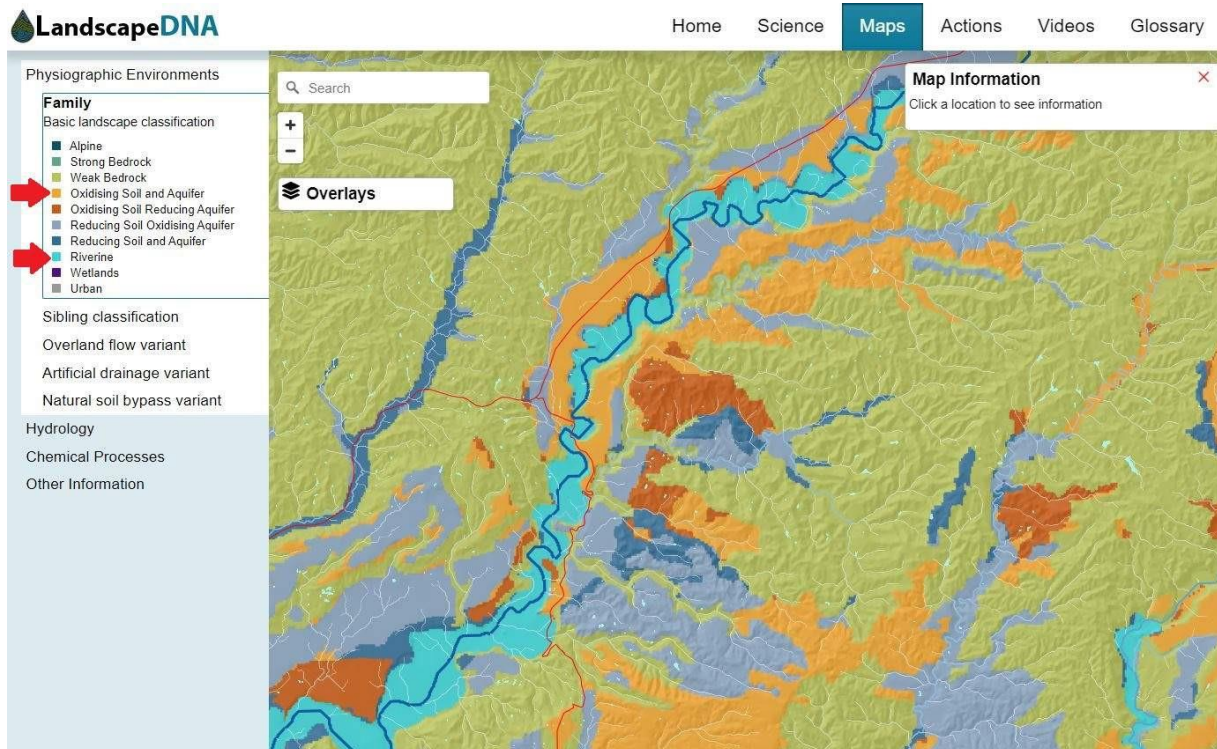 LandscapeDNA
Home Science Maps Actions Videos Glossary
Physiographic Environments
Family
Basic landscape classification
Alpine
Strong Bedrock
Weak Bedrock
Oxidising Soil and Aquifer
Oxidising Soil Reducing Aquifer
Reducing Soil Oxidising Aquifer
Reducing Soil and Aquifer
Riverine
Wetlands
Urban
Sibling classification
Overland flow variant
Artificial drainage variant
Natural soil bypass variant
Hydrology
Chemical Processes
Other Information
Search
+
−
Overlays
Map Information
Click a location to see information